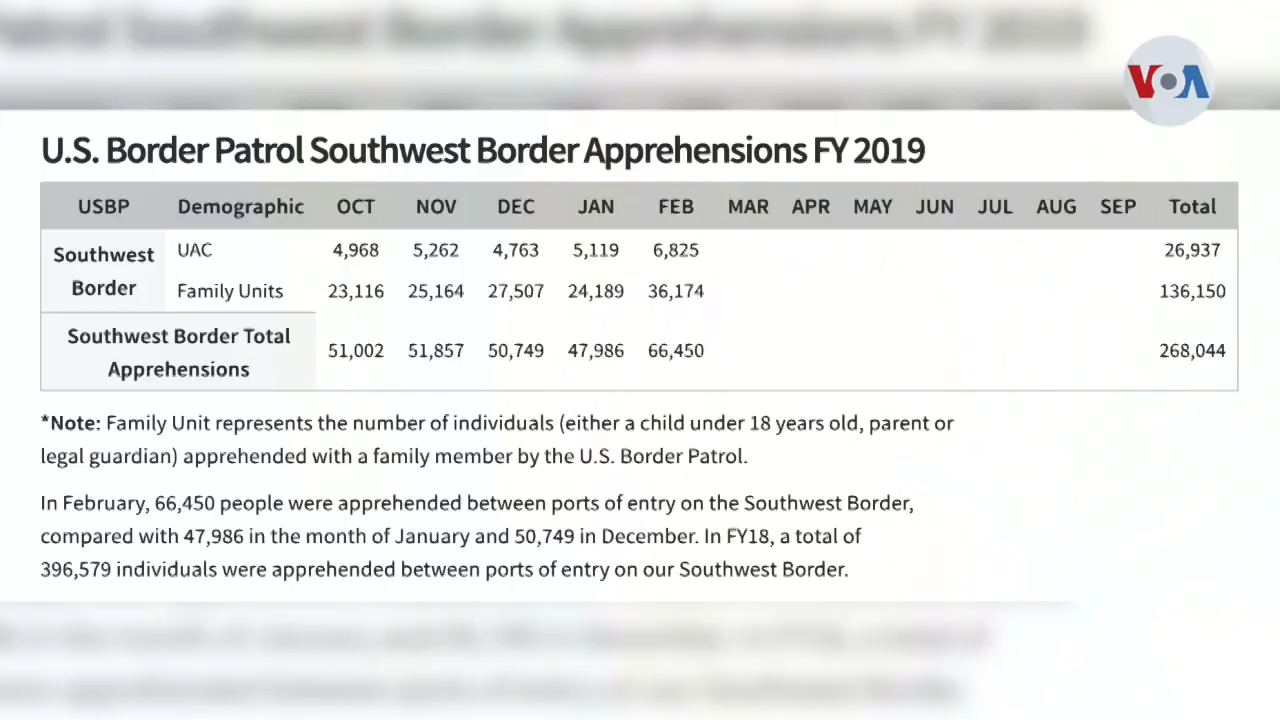 VOA
U.S. Border Patrol Southwest Border Apprehensions FY 2019
USBP Demographic OCT NOV DEC JAN FEB MAR APR MAY JUN JUL AUG SEP Total
Southwest Border UAC 4,968 5,262 4,763 5,119 6,825 26,937
Family Units 23,116 25,164 27,507 24,189 36,174 136,150
Southwest Border Total
Apprehensions 51,002 51,857 50,749 47,986 66,450 268,044
*Note: Family Unit represents the number of individuals (either a child under 18 years old, parent or
legal guardian) apprehended with a family member by the U.S. Border Patrol.
In February, 66,450 people were apprehended between ports of entry on the Southwest Border,
compared with 47,986 in the month of January and 50,749 in December. In FY18, a total of
396,579 individuals were apprehended between ports of entry on our Southwest Border.